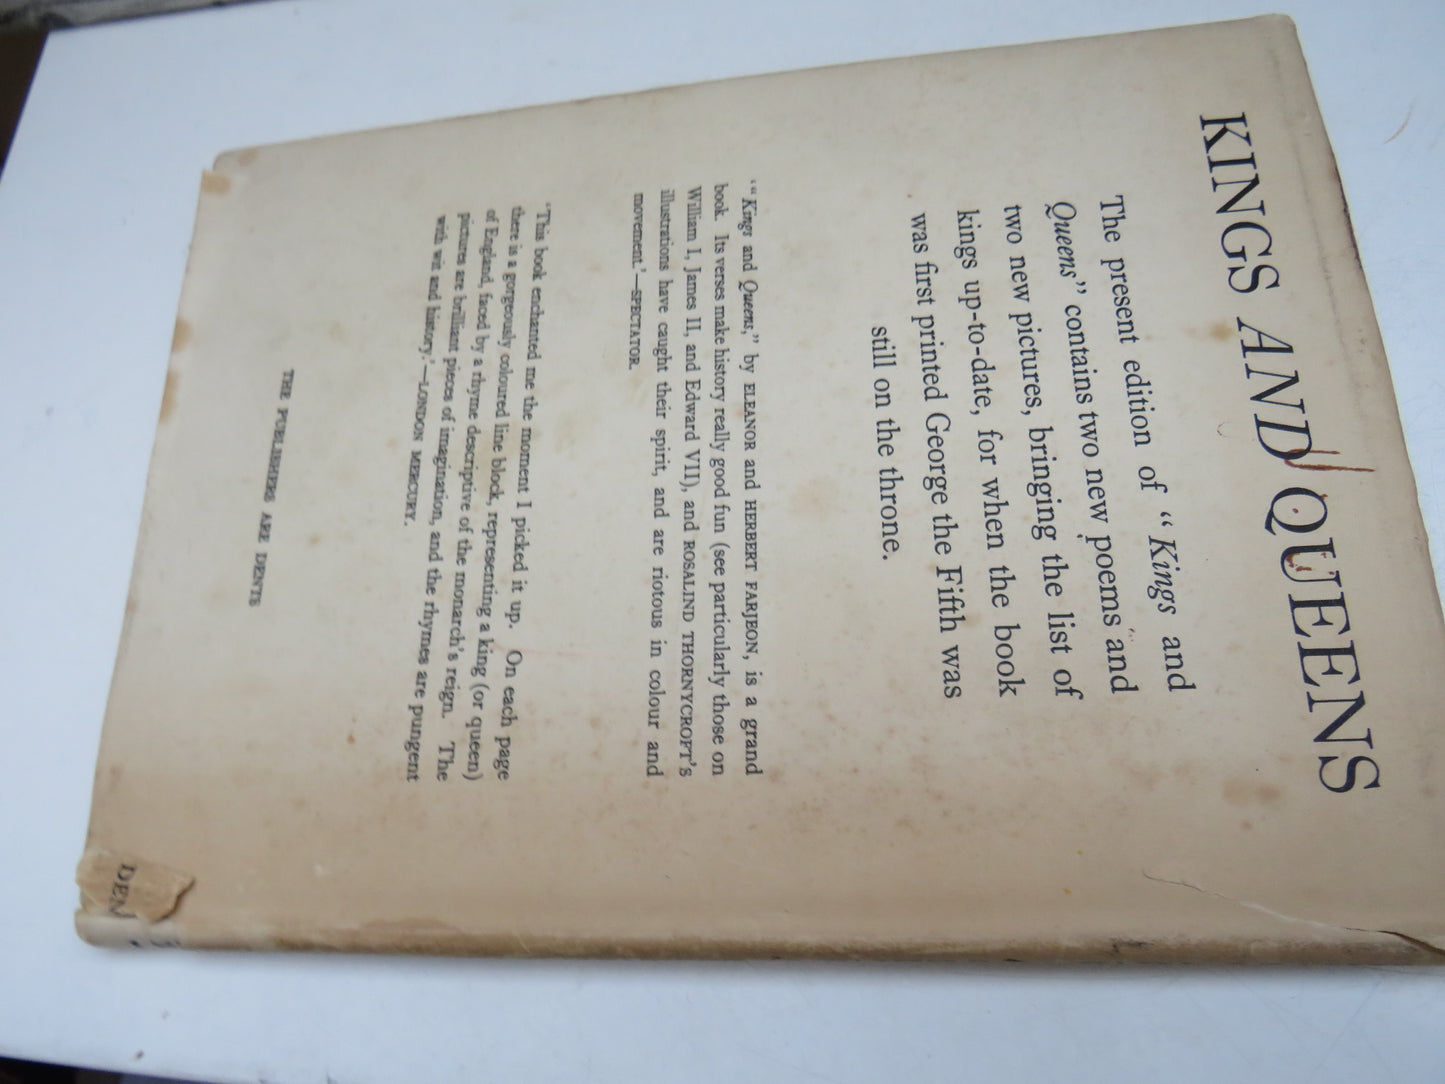 KINGS AND QUEENS
The present edition of “Kings and
Queens” contains two new poems and
two new pictures, bringing the list of
kings up-to-date, for when the book
was first printed George the Fifth was
still on the throne.
‘“Kings and Queens,” by ELEANOR and HERBERT FARJEON, is a grand
book. Its verses make history really good fun (see particularly those on
William I, James II, and Edward VII), and ROSALIND THORNYCROFT’S
illustrations have caught their spirit, and are riotous in colour and
movement.’—SPECTATOR.
‘This book enchanted me the moment I picked it up. On each page
there is a gorgeously coloured line block, representing a king (or queen)
of England, faced by a rhyme descriptive of the monarch’s reign. The
pictures are brilliant pieces of imagination, and the rhymes are pungent
with wit and history.’—LONDON MERCURY.
THE PUBLISHERS ARE DENTS
DEN